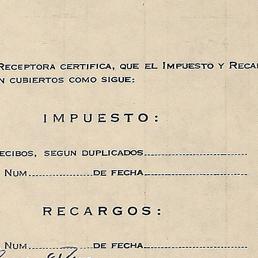 RECEPTORA CERTIFICA, QUE EL IMPUESTO Y RECA
N CUBIERTOS COMO SIGUE:
IMPUESTO:
ECIBOS, SEGUN DUPLICADOS
NUM. DE FECHA
RECARGOS:
NUM. DE FECHA